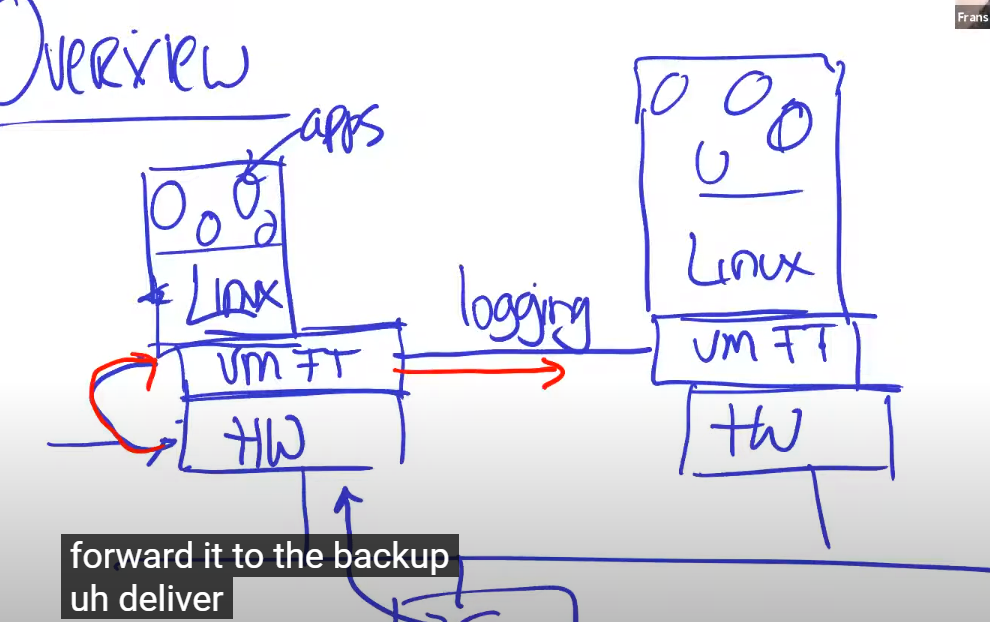 Frans
Overview
apps
Linux
logging
Linux
VM FT
VM FT
HW
HW
forward it to the backup
uh deliver